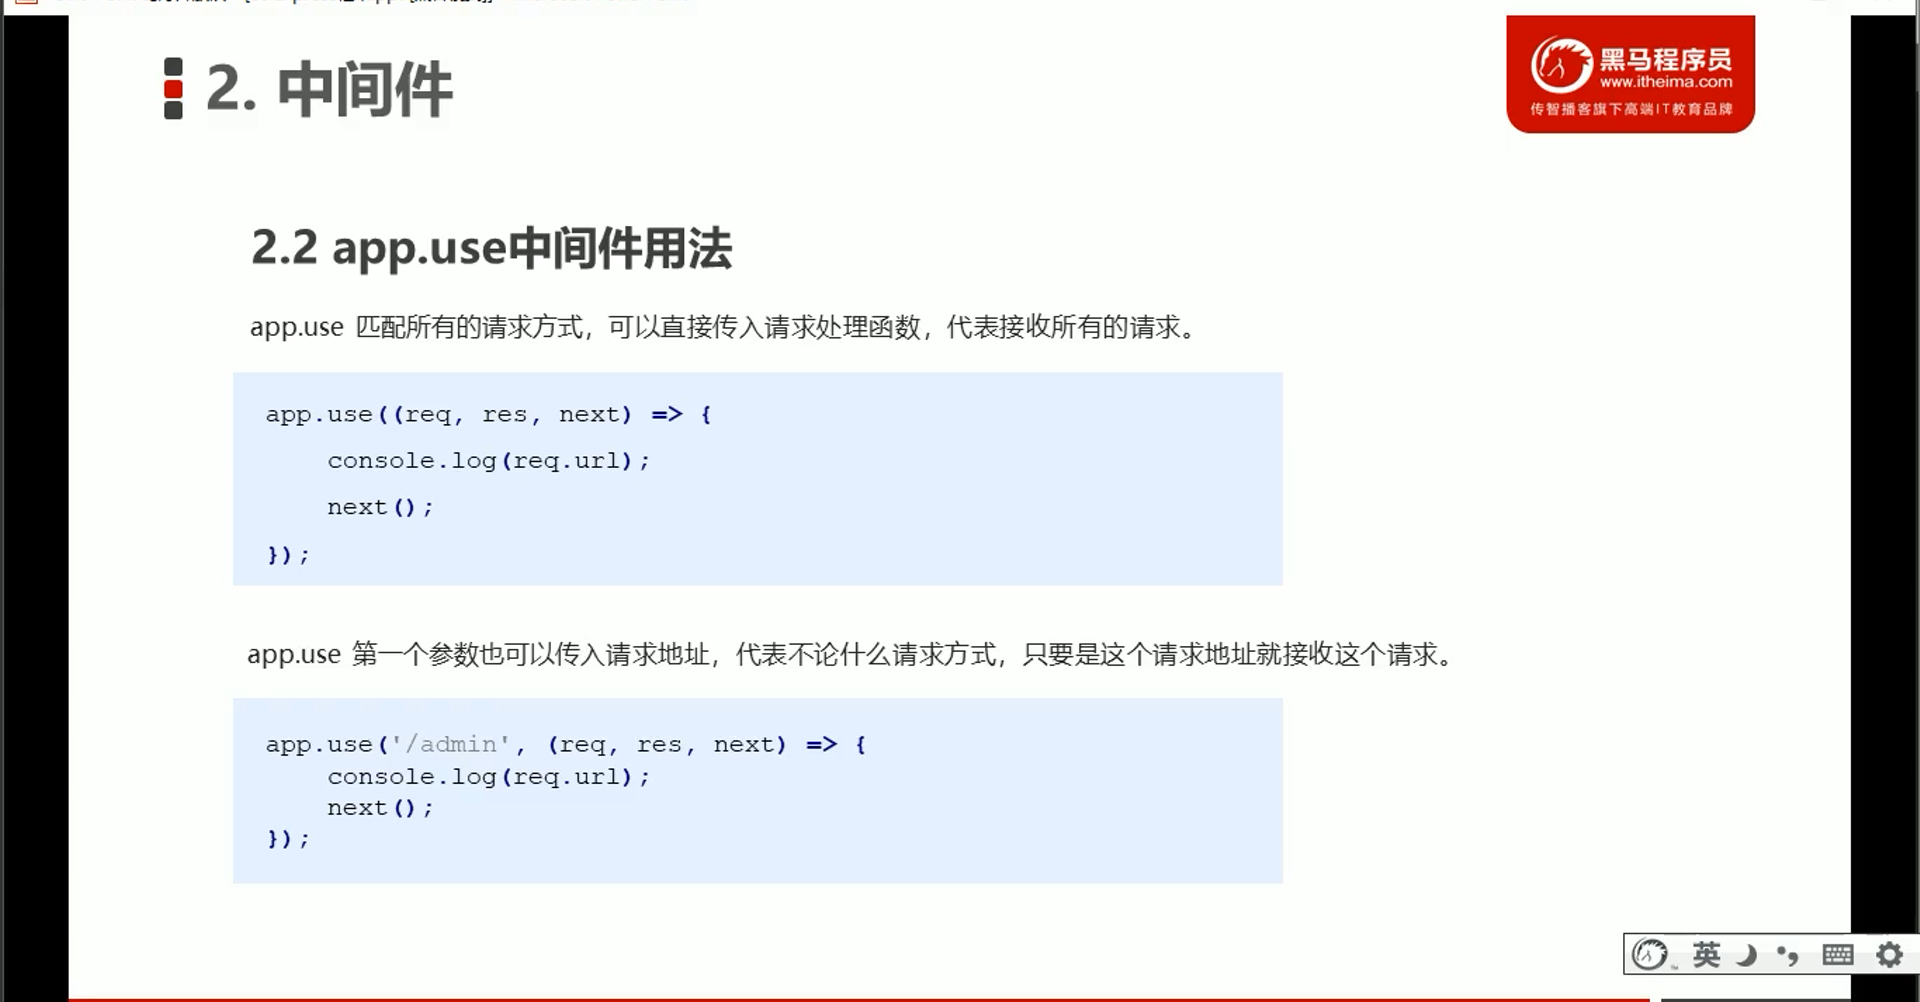 2. 中间件
黑马程序员
www.itheima.com
传智播客旗下高端IT教育品牌
2.2 app.use中间件用法
app.use 匹配所有的请求方式，可以直接传入请求处理函数，代表接收所有的请求。
app.use((req, res, next) => {
console.log(req.url);
next();
});
app.use 第一个参数也可以传入请求地址，代表不论什么请求方式，只要是这个请求地址就接收这个请求。
app.use('/admin', (req, res, next) => {
console.log(req.url);
next();
});
英